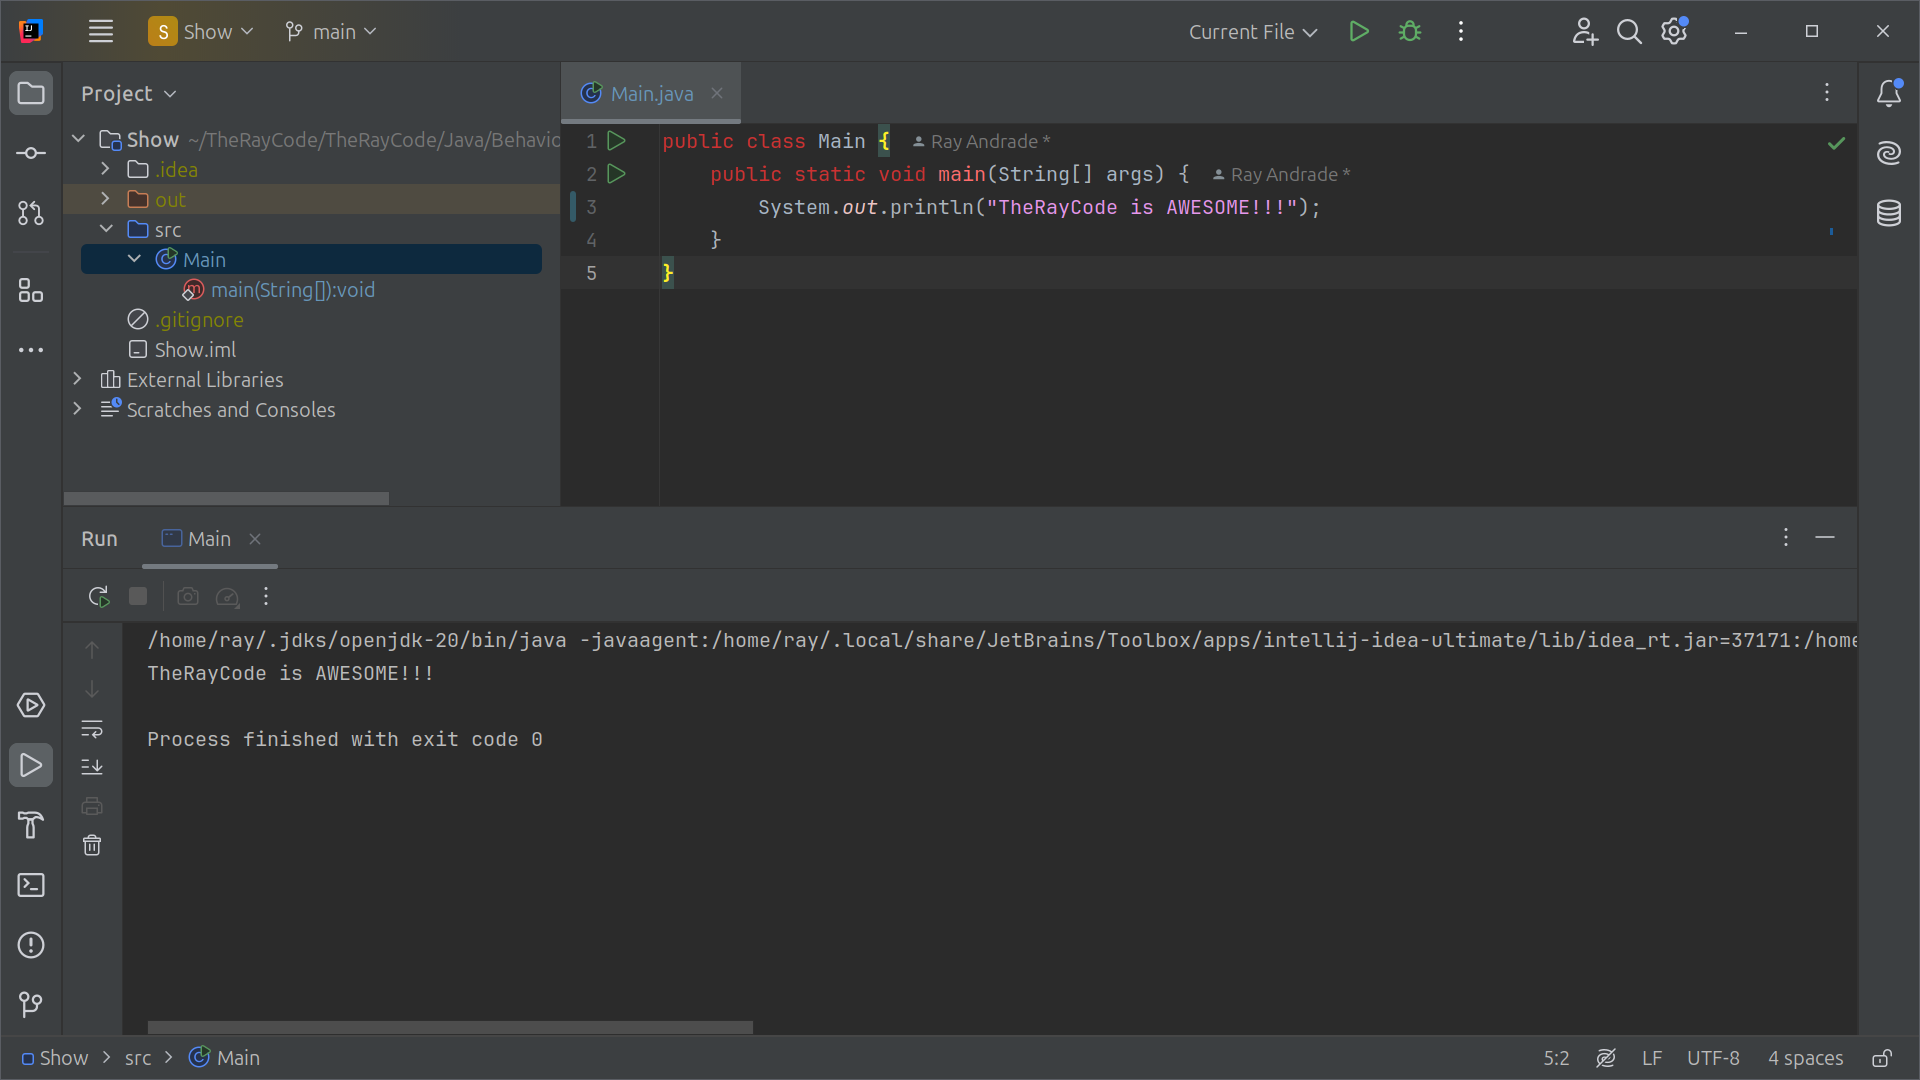 S Show main Current File
Project
Main.java
Show ~/TheRayCode/TheRayCode/Java/Behavio
.idea
out
src
Main
main(String[]):void
.gitignore
Show.iml
External Libraries
Scratches and Consoles
1 public class Main { Ray Andrade *
2 public static void main(String[] args) { Ray Andrade *
3 System.out.println("TheRayCode is AWESOME!!!");
4 }
5 }
Run Main
/home/ray/.jdks/openjdk-20/bin/java -javaagent:/home/ray/.local/share/JetBrains/Toolbox/apps/intellij-idea-ultimate/lib/idea_rt.jar=37171:/home
TheRayCode is AWESOME!!!
Process finished with exit code 0
Show > src > Main 5:2 LF UTF-8 4 spaces